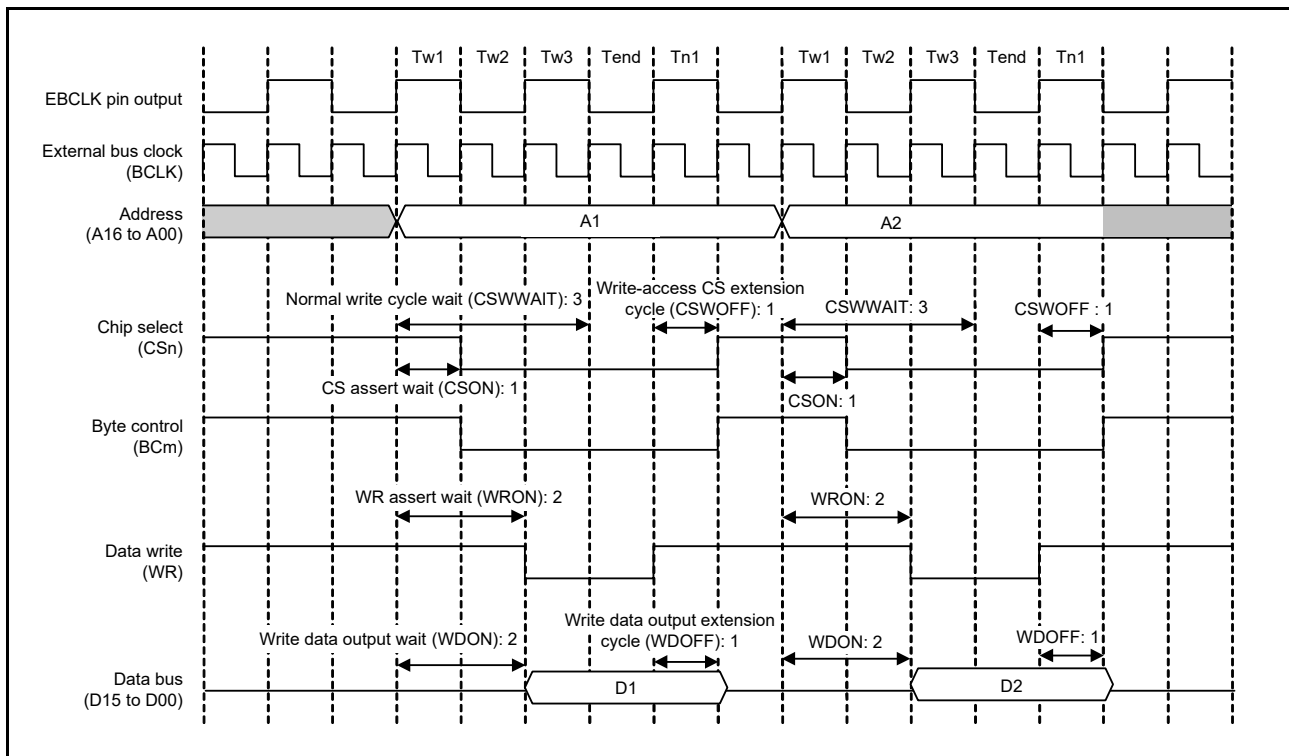 Tw1 Tw2 Tw3 Tend Tn1 Tw1 Tw2 Tw3 Tend Tn1
EBCLK pin output
External bus clock
(BCLK)
Address
(A16 to A00)
A1
A2
Normal write cycle wait (CSWWAIT): 3
Write-access CS extension
cycle (CSWOFF): 1
CSWWAIT: 3
CSWOFF : 1
Chip select
(CSn)
CS assert wait (CSON): 1
CSON: 1
Byte control
(BCm)
WR assert wait (WRON): 2
WRON: 2
Data write
(WR)
Write data output wait (WDON): 2
Write data output extension
cycle (WDOFF): 1
WDON: 2
WDOFF: 1
Data bus
(D15 to D00)
D1
D2